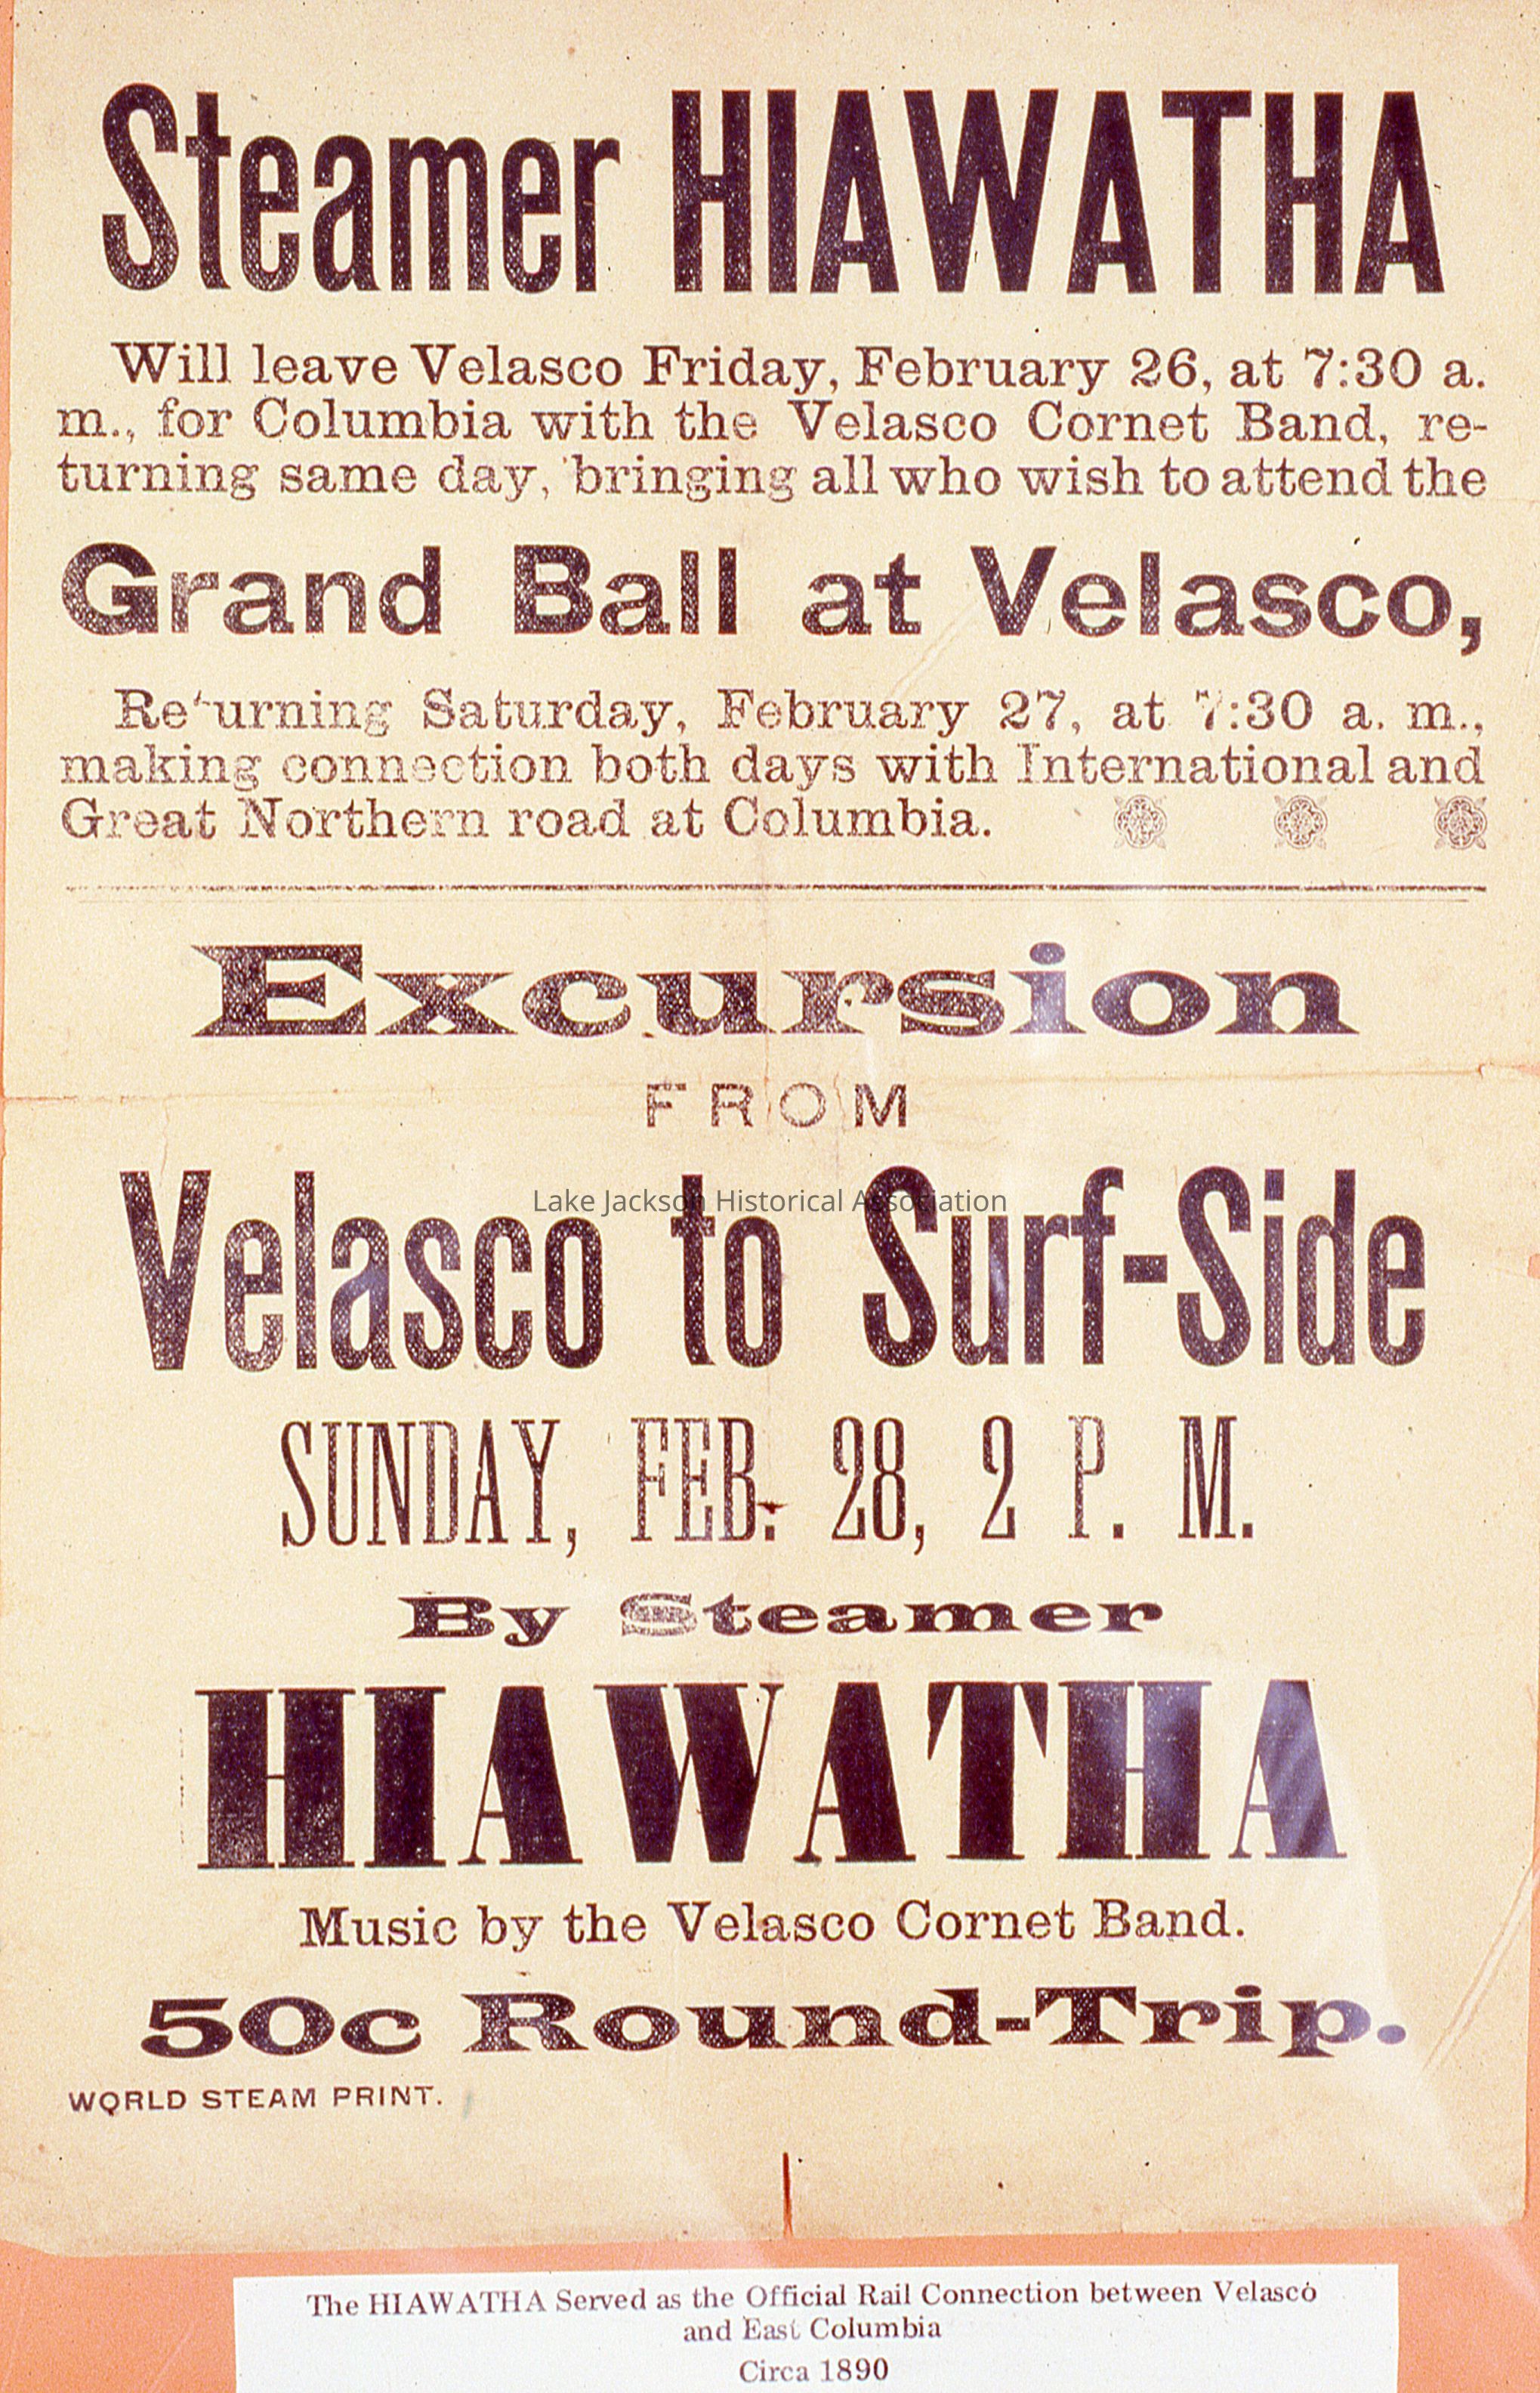 Steamer HIAWATHA
Will leave Velasco Friday, February 26, at 7:30 a.
m., for Columbia with the Velasco Cornet Band, re-
turning same day, bringing all who wish to attend the
Grand Ball at Velasco,
Returning Saturday, February 27, at 7:30 a. m.,
making connection both days with International and
Great Northern road at Columbia.
Excursion
FROM
Velasco to Surf-Side
Lake Jackson Historical Association
SUNDAY, FEB. 28, 2 P. M.
By Steamer
HIAWATHA
Music by the Velasco Cornet Band.
50c Round-Trip.
WORLD STEAM PRINT.
The HIAWATHA Served as the Official Rail Connection between Velasco
and East Columbia
Circa 1890